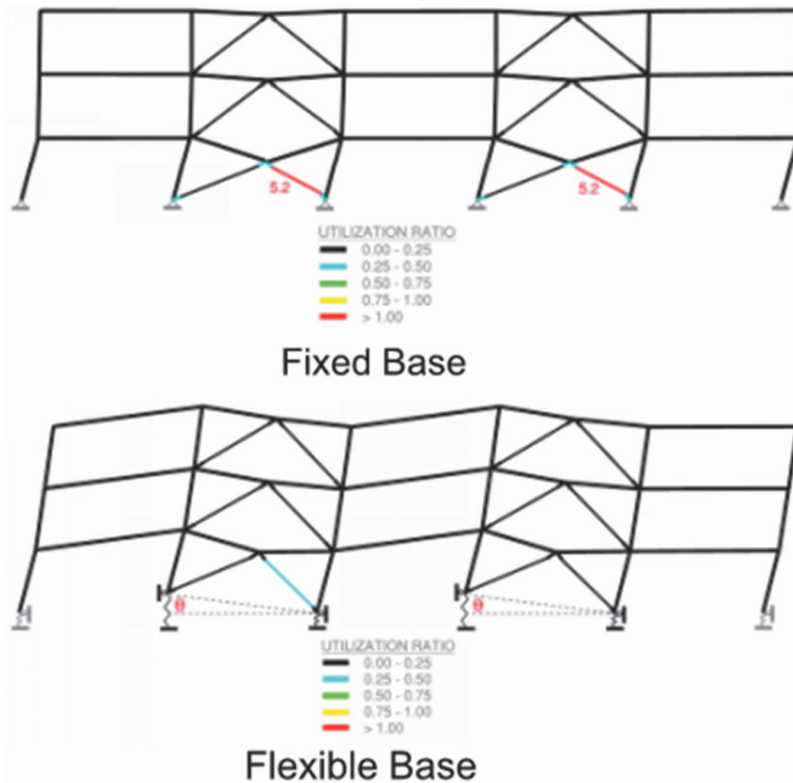 5.2 5.2
UTILIZATION RATIO
0.00 - 0.25
0.25 - 0.50
0.50 - 0.75
0.75 - 1.00
> 1.00
Fixed Base
θ θ
UTILIZATION RATIO
0.00 - 0.25
0.25 - 0.50
0.50 - 0.75
0.75 - 1.00
> 1.00
Flexible Base